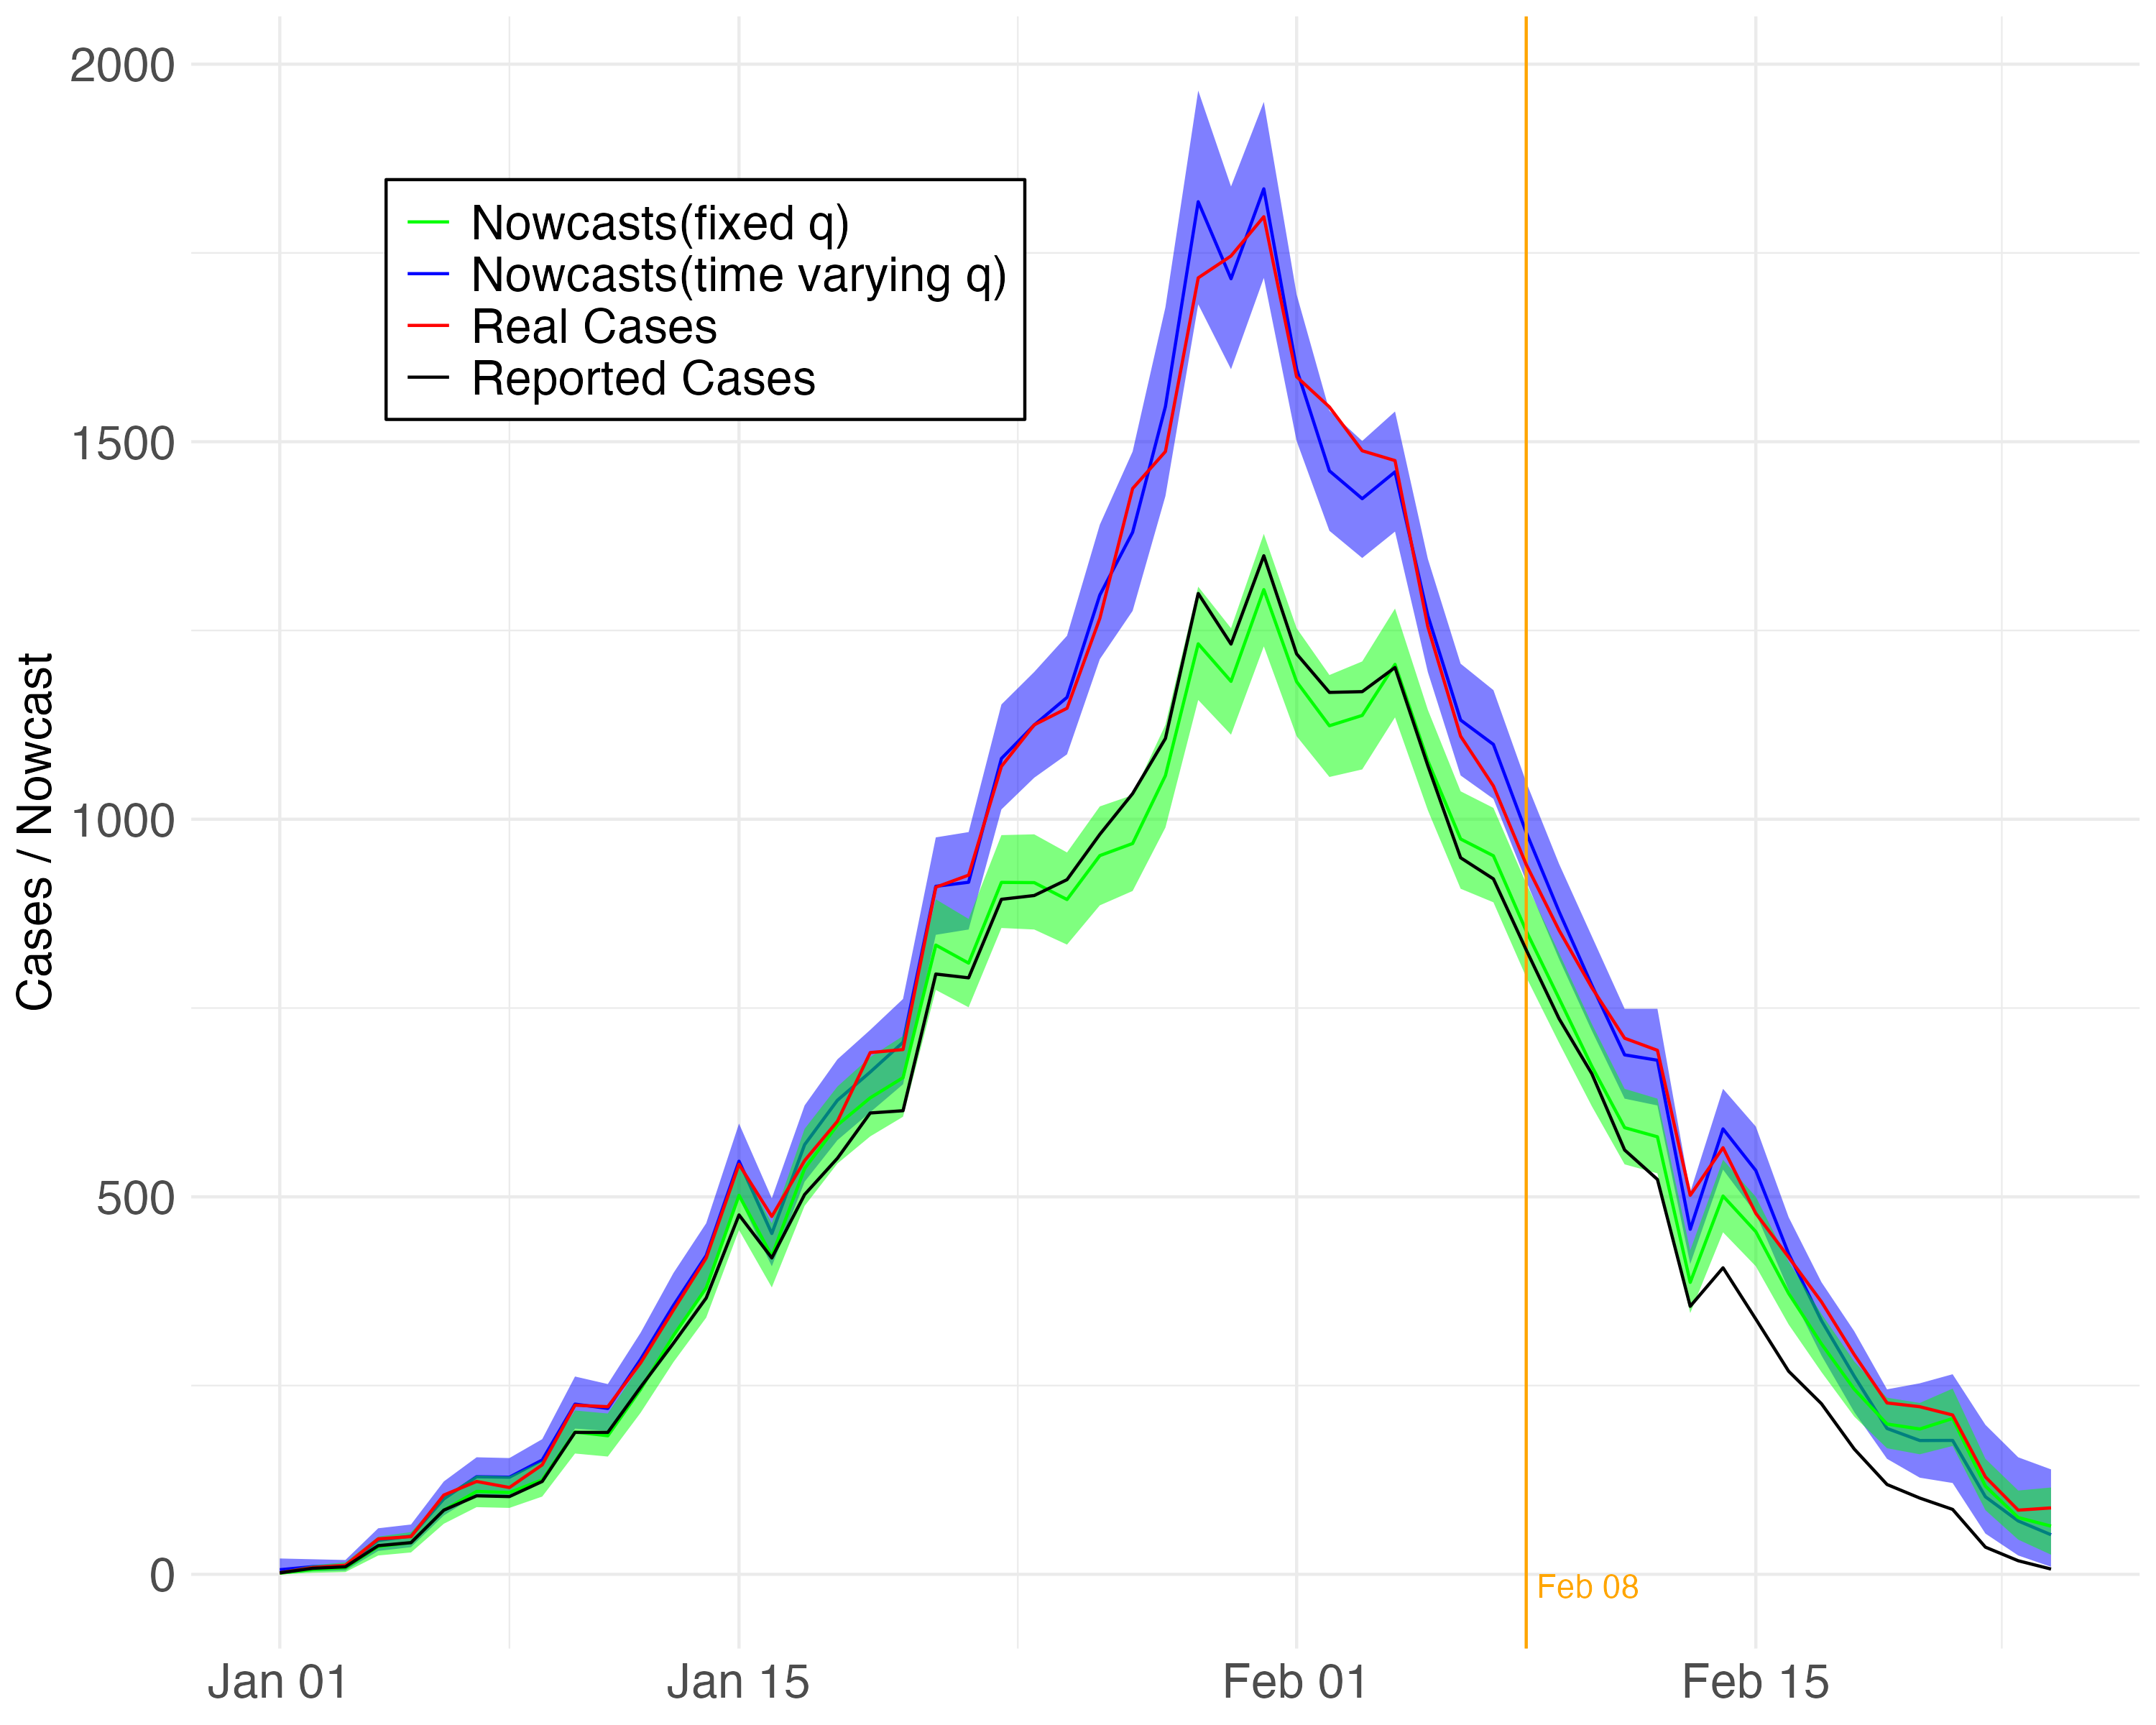 2000
1500
1000
500
0
Cases / Nowcast
Nowcasts(fixed q)
Nowcasts(time varying q)
Real Cases
Reported Cases
Feb 08
Jan 01
Jan 15
Feb 01
Feb 15